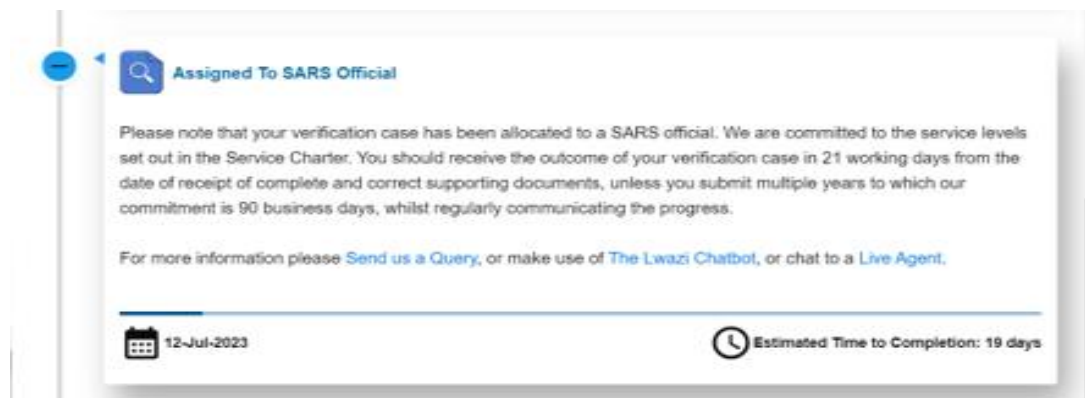 Assigned To SARS Official
Please note that your verification case has been allocated to a SARS official. We are committed to the service levels
set out in the Service Charter. You should receive the outcome of your verification case in 21 working days from the
date of receipt of complete and correct supporting documents, unless you submit multiple years to which our
commitment is 90 business days, whilst regularly communicating the progress.
For more information please Send us a Query, or make use of The Lwazi Chatbot, or chat to a Live Agent.
12-Jul-2023
Estimated Time to Completion: 19 days